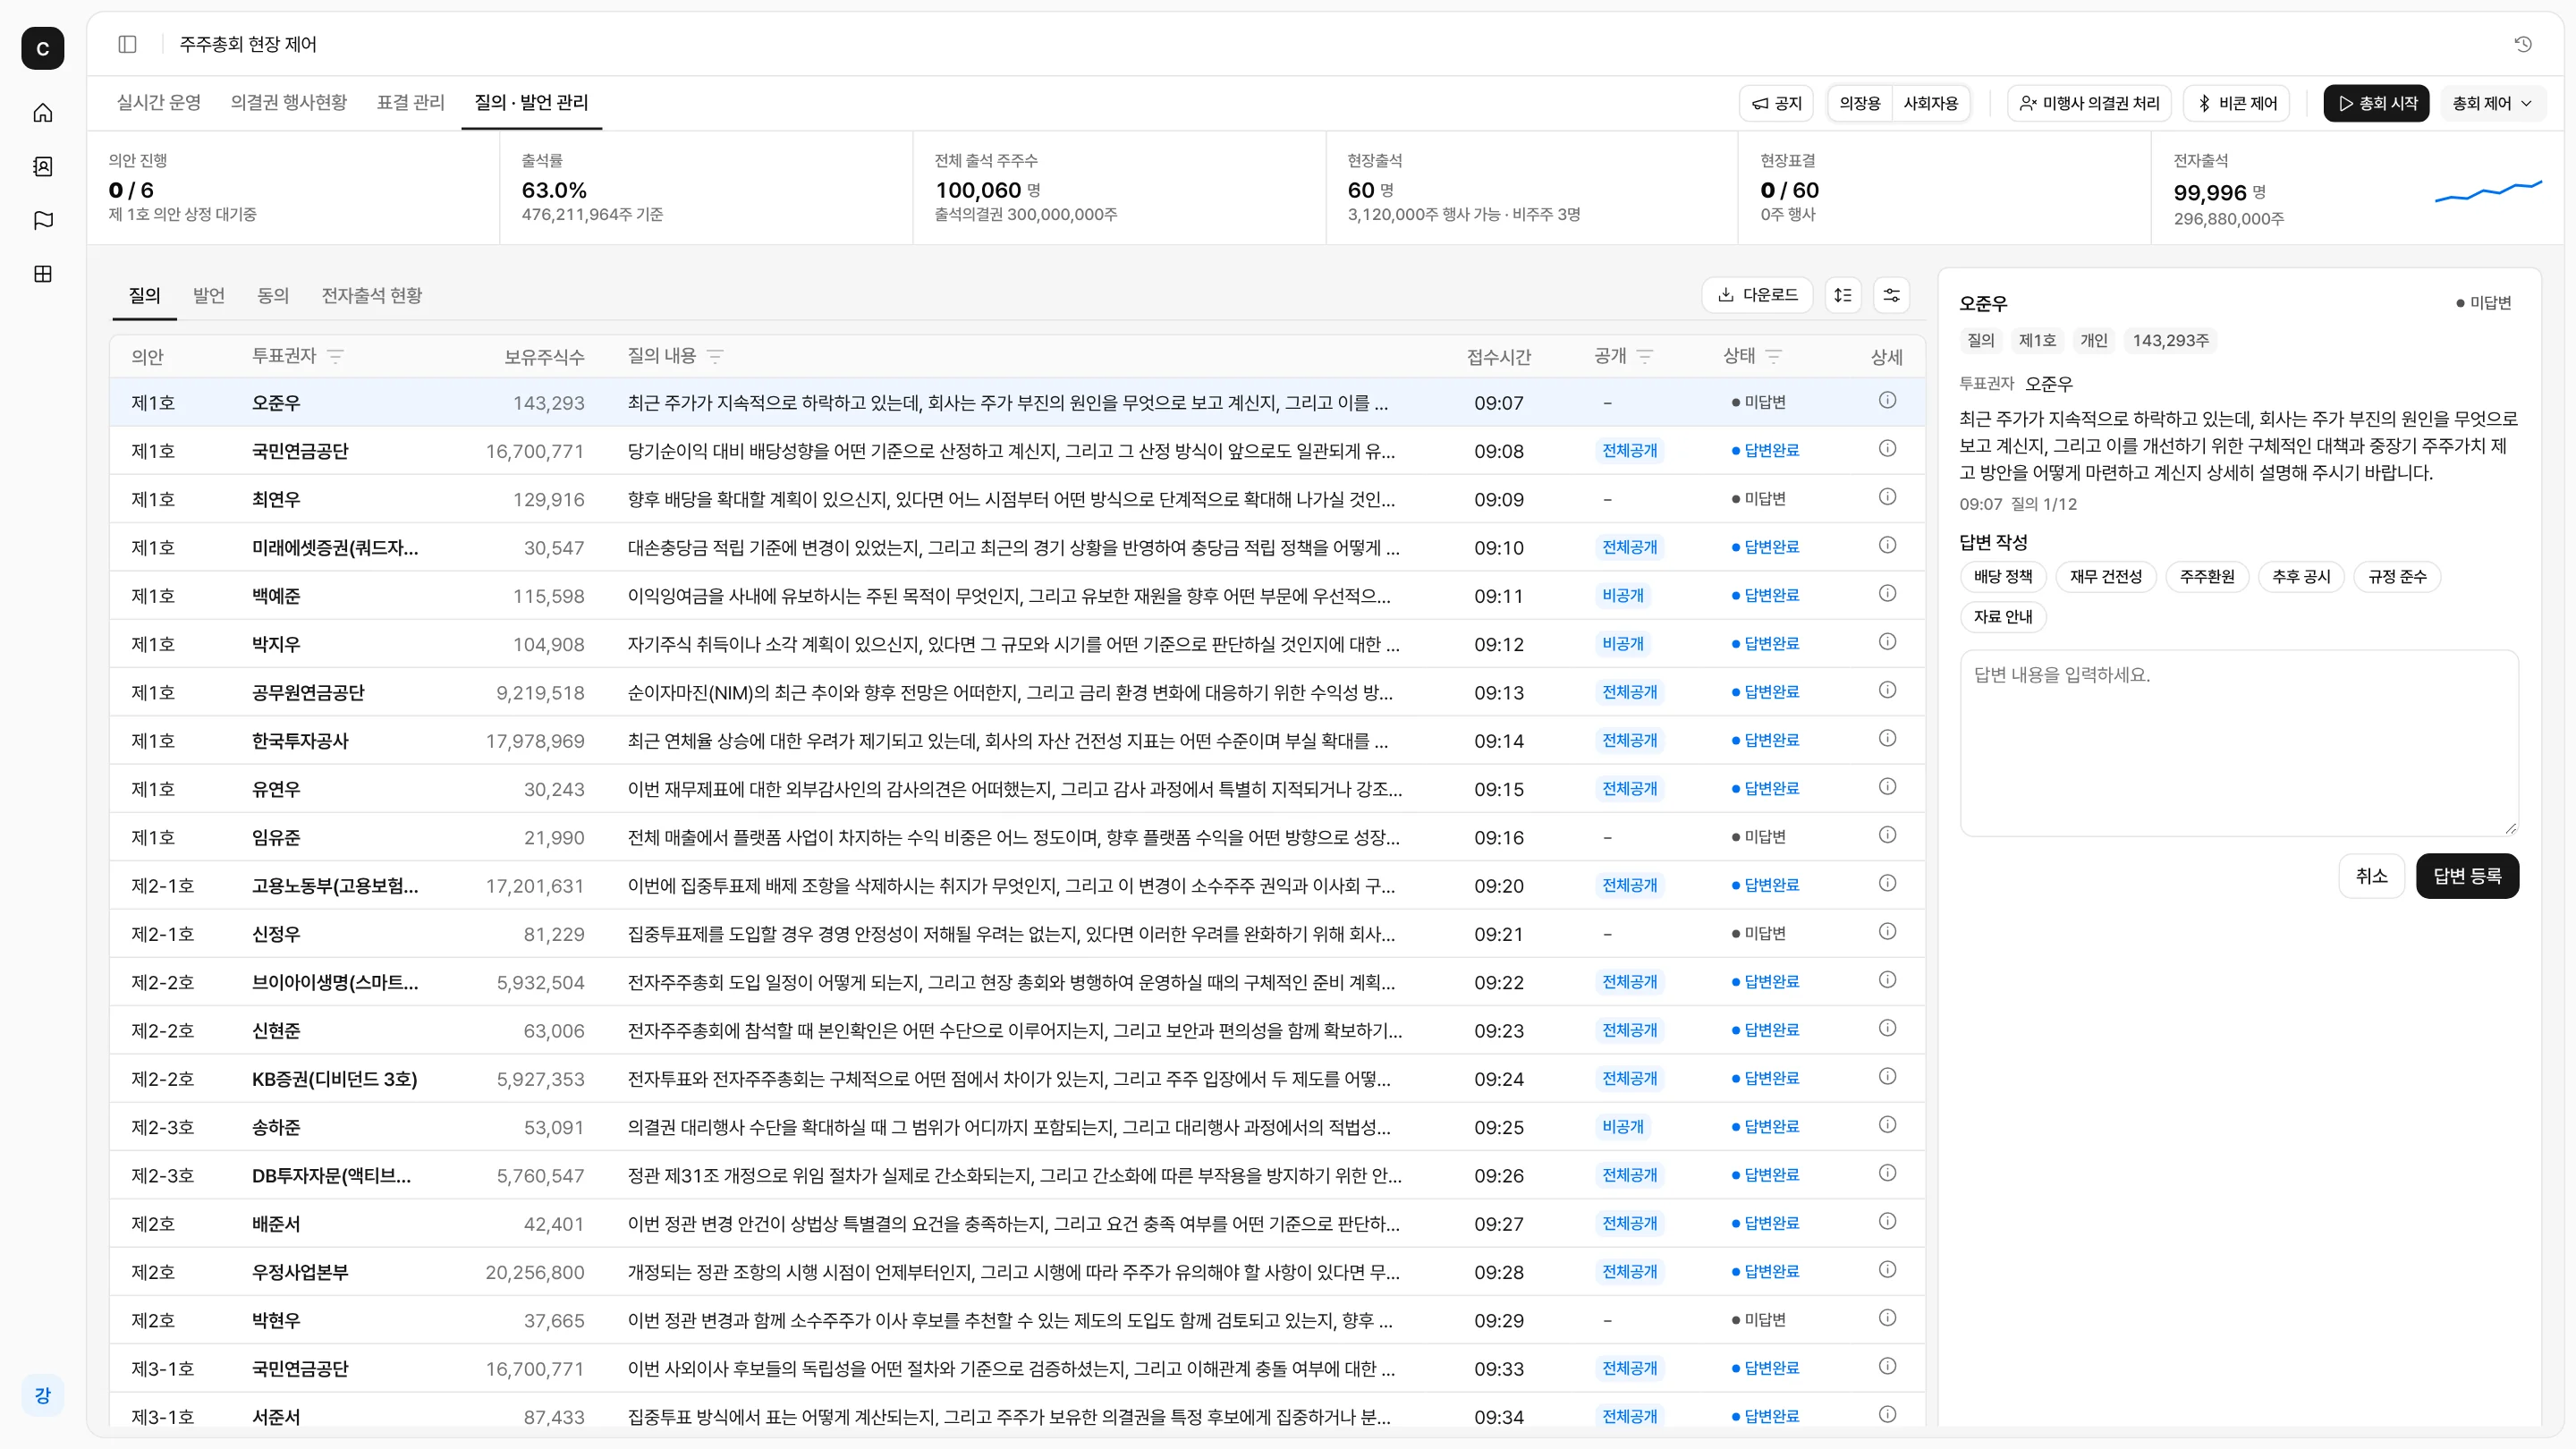 C
주주총회 현장 제어
실시간 운영 의결권 행사현황 표결 관리 질의 · 발언 관리 공지 의장용 사회자용 미행사 의결권 처리 비콘 제어 총회 시작 총회 제어
의안 진행 출석률 전체 출석 주주수 현장출석 현장표결 전자출석
0 / 6 63.0% 100,060 명 60 명 0 / 60 99,996 명
제 1호 의안 상정 대기중 476,211,964주 기준 출석의결권 300,000,000주 3,120,000주 행사 가능 · 비주주 3명 0주 행사 296,880,000주
질의 발언 동의 전자출석 현황 다운로드
의안 투표권자 보유주식수 질의 내용 접수시간 공개 상태 상세
제1호 오준우 143,293 최근 주가가 지속적으로 하락하고 있는데, 회사는 주가 부진의 원인을 무엇으로 보고 계신지, 그리고 이를 ... 09:07 – 미답변
제1호 국민연금공단 16,700,771 당기순이익 대비 배당성향을 어떤 기준으로 산정하고 계신지, 그리고 그 산정 방식이 앞으로도 일관되게 유... 09:08 전체공개 답변완료
제1호 최연우 129,916 향후 배당을 확대할 계획이 있으신지, 있다면 어느 시점부터 어떤 방식으로 단계적으로 확대해 나가실 것인... 09:09 – 미답변
제1호 미래에셋증권(쿼드자... 30,547 대손충당금 적립 기준에 변경이 있었는지, 그리고 최근의 경기 상황을 반영하여 충당금 적립 정책을 어떻게 ... 09:10 전체공개 답변완료
제1호 백예준 115,598 이익잉여금을 사내에 유보하시는 주된 목적이 무엇인지, 그리고 유보한 재원을 향후 어떤 부문에 우선적으... 09:11 비공개 답변완료
제1호 박지우 104,908 자기주식 취득이나 소각 계획이 있으신지, 있다면 그 규모와 시기를 어떤 기준으로 판단하실 것인지에 대한 ... 09:12 비공개 답변완료
제1호 공무원연금공단 9,219,518 순이자마진(NIM)의 최근 추이와 향후 전망은 어떠한지, 그리고 금리 환경 변화에 대응하기 위한 수익성 방... 09:13 전체공개 답변완료
제1호 한국투자공사 17,978,969 최근 연체율 상승에 대한 우려가 제기되고 있는데, 회사의 자산 건전성 지표는 어떤 수준이며 부실 확대를 ... 09:14 전체공개 답변완료
제1호 유연우 30,243 이번 재무제표에 대한 외부감사인의 감사의견은 어떠했는지, 그리고 감사 과정에서 특별히 지적되거나 강조... 09:15 전체공개 답변완료
제1호 임유준 21,990 전체 매출에서 플랫폼 사업이 차지하는 수익 비중은 어느 정도이며, 향후 플랫폼 수익을 어떤 방향으로 성장... 09:16 – 미답변
제2-1호 고용노동부(고용보험... 17,201,631 이번에 집중투표제 배제 조항을 삭제하시는 취지가 무엇인지, 그리고 이 변경이 소수주주 권익과 이사회 구... 09:20 전체공개 답변완료
제2-1호 신정우 81,229 집중투표제를 도입할 경우 경영 안정성이 저해될 우려는 없는지, 있다면 이러한 우려를 완화하기 위해 회사... 09:21 – 미답변
제2-2호 브이아이생명(스마트... 5,932,504 전자주주총회 도입 일정이 어떻게 되는지, 그리고 현장 총회와 병행하여 운영하실 때의 구체적인 준비 계획... 09:22 전체공개 답변완료
제2-2호 신현준 63,006 전자주주총회에 참석할 때 본인확인은 어떤 수단으로 이루어지는지, 그리고 보안과 편의성을 함께 확보하기... 09:23 전체공개 답변완료
제2-2호 KB증권(디비던드 3호) 5,927,353 전자투표와 전자주주총회는 구체적으로 어떤 점에서 차이가 있는지, 그리고 주주 입장에서 두 제도를 어떻... 09:24 전체공개 답변완료
제2-3호 송하준 53,091 의결권 대리행사 수단을 확대하실 때 그 범위가 어디까지 포함되는지, 그리고 대리행사 과정에서의 적법성... 09:25 비공개 답변완료
제2-3호 DB투자자문(액티브... 5,760,547 정관 제31조 개정으로 위임 절차가 실제로 간소화되는지, 그리고 간소화에 따른 부작용을 방지하기 위한 안... 09:26 전체공개 답변완료
제2호 배준서 42,401 이번 정관 변경 안건이 상법상 특별결의 요건을 충족하는지, 그리고 요건 충족 여부를 어떤 기준으로 판단하... 09:27 전체공개 답변완료
제2호 우정사업본부 20,256,800 개정되는 정관 조항의 시행 시점이 언제부터인지, 그리고 시행에 따라 주주가 유의해야 할 사항이 있다면 무... 09:28 전체공개 답변완료
제2호 박현우 37,665 이번 정관 변경과 함께 소수주주가 이사 후보를 추천할 수 있는 제도의 도입도 함께 검토되고 있는지, 향후 ... 09:29 – 미답변
제3-1호 국민연금공단 16,700,771 이번 사외이사 후보들의 독립성을 어떤 절차와 기준으로 검증하셨는지, 그리고 이해관계 충돌 여부에 대한 ... 09:33 전체공개 답변완료
제3-1호 서준서 87,433 집중투표 방식에서 표는 어떻게 계산되는지, 그리고 주주가 보유한 의결권을 특정 후보에게 집중하거나 분... 09:34 전체공개 답변완료
오준우 미답변
질의 제1호 개인 143,293주
투표권자 오준우
최근 주가가 지속적으로 하락하고 있는데, 회사는 주가 부진의 원인을 무엇으로
보고 계신지, 그리고 이를 개선하기 위한 구체적인 대책과 중장기 주주가치 제
고 방안을 어떻게 마련하고 계신지 상세히 설명해 주시기 바랍니다.
09:07 질의 1/12
답변 작성
배당 정책 재무 건전성 주주환원 추후 공시 규정 준수
자료 안내
답변 내용을 입력하세요.
취소 답변 등록
강